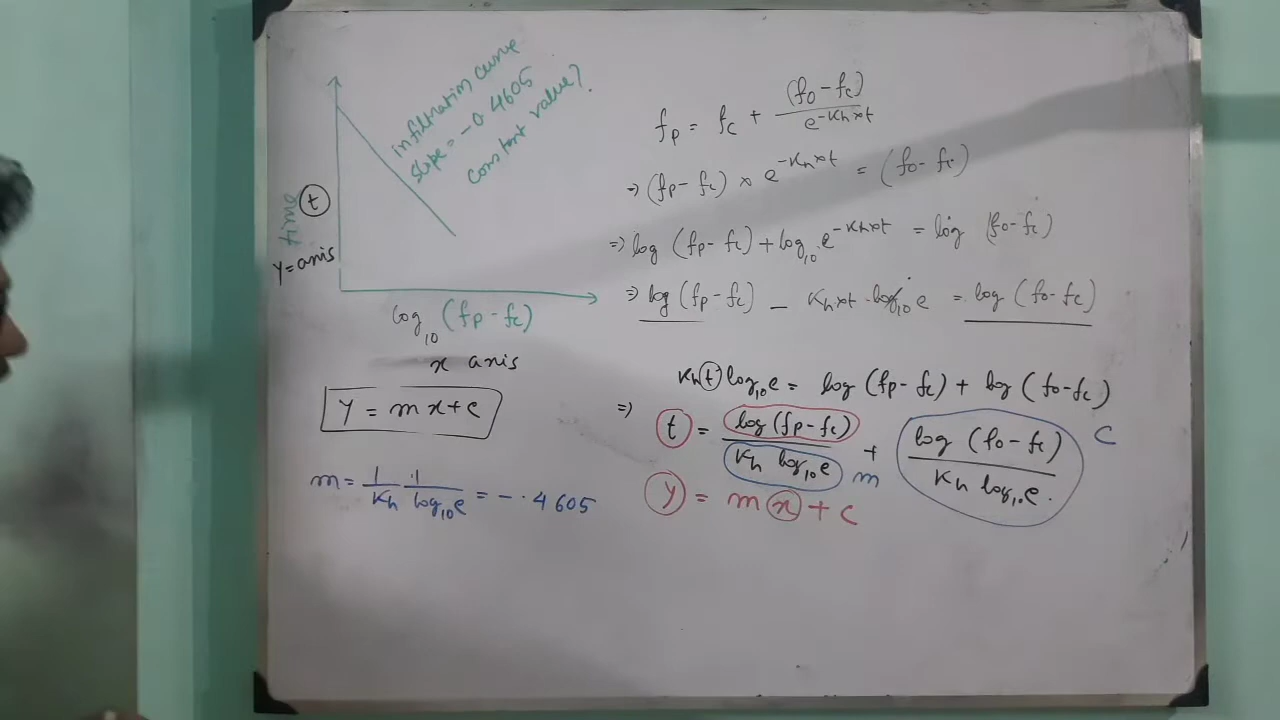 infiltration curve
slope = -0.4605
constant value?
time
t
Y = axis
log₁₀ (fp - fc)
x axis
Y = mx+c
m = 1/Kh 1/log₁₀e = - .4605
fp = fc + (fo - fc)/e^-Kh×t
⇒ (fp - fc) × e^-Kh×t = (fo - fc)
⇒ log (fp - fc) + log₁₀ e^-Kh×t = log (fo - fc)
⇒ log (fp - fc) - Kh×t · log₁₀ e = log (fo - fc)
Kh t log₁₀e = log (fp - fc) + log (fo - fc)
⇒ t = log (fp - fc)/Kh log₁₀e m + log (fo - fc)/Kh log₁₀e. C
y = m x + c